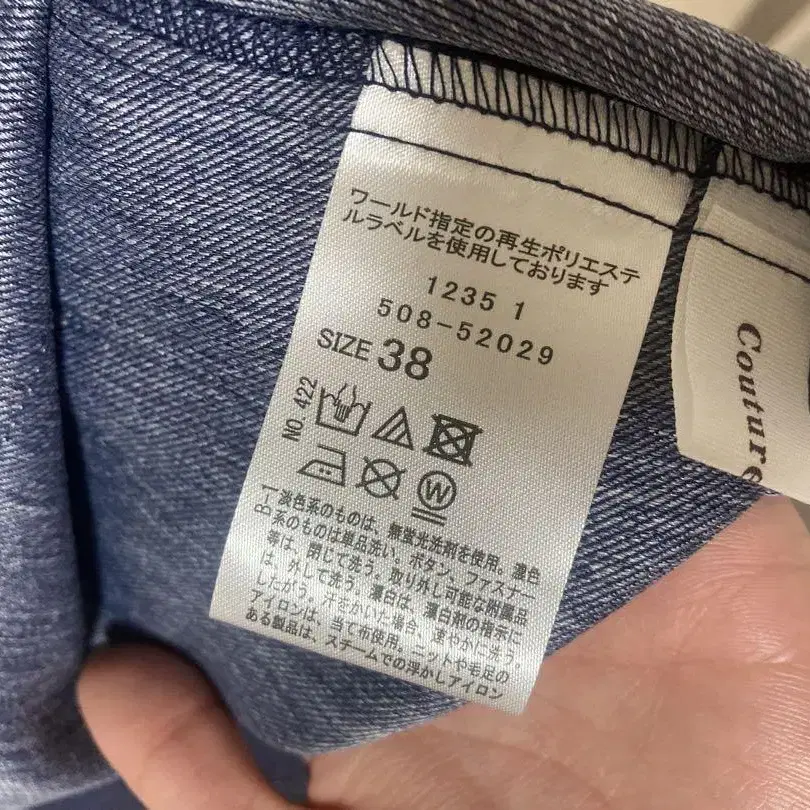 ワールド指定の再生ポリエステ
ルラベルを使用しております
1235 1
508-52029
SIZE 38
NO. 422
W
B-1
淡色系のものは、無蛍光洗剤を使用。濃色
系のものは単品洗い、ボタン、ファスナー
等は、閉じて洗う。取り外し可能な附属品
は、外して洗う。漂白は、漂白剤の指示に
したがう。汗をかいた場合、速やかに洗う。
アイロンは、当て布使用。ニットや毛足の
ある製品は、スチームでの浮かしアイロン
Couture